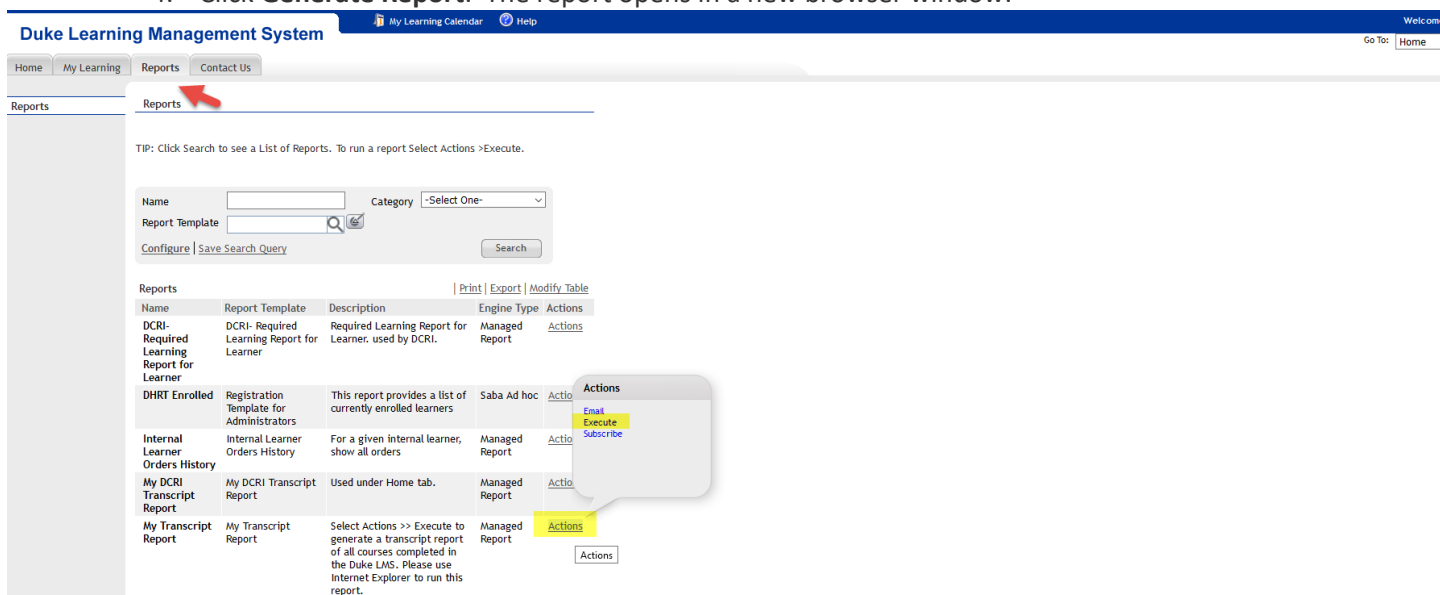 Click Generate Report. The report opens in a new browser window.
My Learning Calendar Help Welcome
Duke Learning Management System
Go To: Home
Home My Learning Reports Contact Us
Reports
Reports
TIP: Click Search to see a List of Reports. To run a report Select Actions >Execute.
Name Category -Select One-
Report Template
Configure | Save Search Query Search
Reports | Print | Export | Modify Table
Name Report Template Description Engine Type Actions
DCRI- DCRI- Required Required Learning Report for Managed Actions
Required Learning Report for Learner. used by DCRI. Report
Learning Learner
Report for
Learner
Actions
DHRT Enrolled Registration This report provides a list of Saba Ad hoc Actio
Template for currently enrolled learners
Administrators
Email
Execute
Subscribe
Internal Internal Learner For a given internal learner, Managed Actio
Learner Orders History show all orders Report
Orders History
My DCRI My DCRI Transcript Used under Home tab. Managed Actio
Transcript Report Report
Report
My Transcript My Transcript Select Actions >> Execute to Managed Actions
Report Report generate a transcript report Report
of all courses completed in
the Duke LMS. Please use
Internet Explorer to run this
report.
Actions